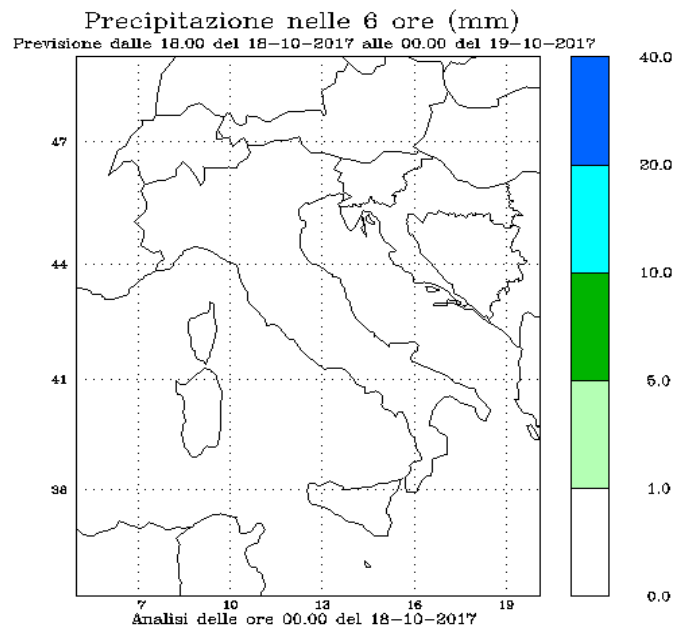 Precipitazione nelle 6 ore (mm)
Previsione dalle 18.00 del 18-10-2017 alle 00.00 del 19-10-2017
40.0
47
20.0
44
10.0
41
5.0
38
1.0
0.0
7 10 13 16 19
Analisi delle ore 00.00 del 18-10-2017